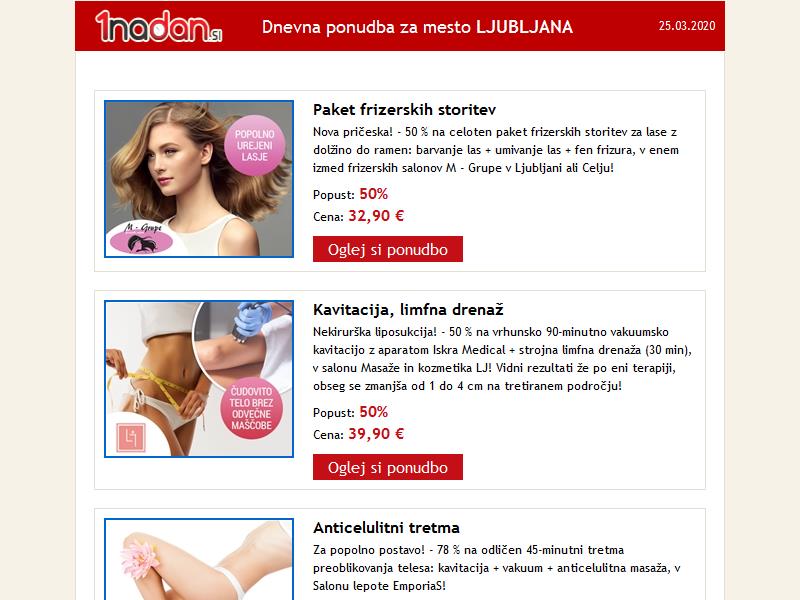 1nadan.si
Dnevna ponudba za mesto LJUBLJANA
25.03.2020
POPOLNO
UREJENI
LASJE
M - Grupe
Paket frizerskih storitev
Nova pričeska! - 50 % na celoten paket frizerskih storitev za lase z
dolžino do ramen: barvanje las + umivanje las + fen frizura, v enem
izmed frizerskih salonov M - Grupe v Ljubljani ali Celju!
Popust: 50%
Cena: 32,90 €
Oglej si ponudbo
ČUDOVITO
TELO BREZ
ODVEČNE
MAŠČOBE
LJ
Kavitacija, limfna drenaž
Nekirurška liposukcija! - 50 % na vrhunsko 90-minutno vakuumsko
kavitacijo z aparatom Iskra Medical + strojna limfna drenaža (30 min),
v salonu Masaže in kozmetika LJ! Vidni rezultati že po eni terapiji,
obseg se zmanjša od 1 do 4 cm na tretiranem področju!
Popust: 50%
Cena: 39,90 €
Oglej si ponudbo
Anticelulitni tretma
Za popolno postavo! - 78 % na odličen 45-minutni tretma
preoblikovanja telesa: kavitacija + vakuum + anticelulitna masaža, v
Salonu lepote EmporiaS!